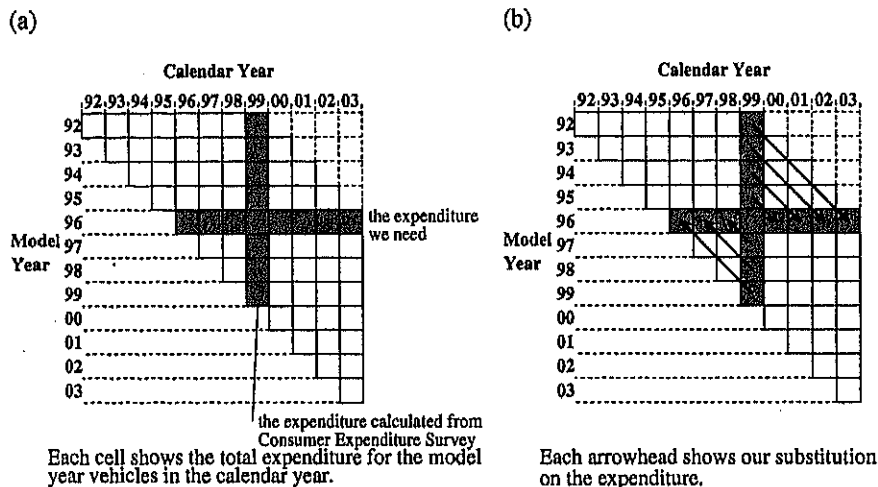 (a)
Calendar Year
92 93 94 95 96 97 98 99 00 01 02 03
92
93
94
95
96
97
98
99
00
01
02
03
Model
Year
the expenditure
we need
the expenditure calculated from
Consumer Expenditure Survey
Each cell shows the total expenditure for the model
year vehicles in the calendar year.
(b)
Calendar Year
92 93 94 95 96 97 98 99 00 01 02 03
92
93
94
95
96
97
98
99
00
01
02
03
Model
Year
Each arrowhead shows our substitution
on the expenditure.